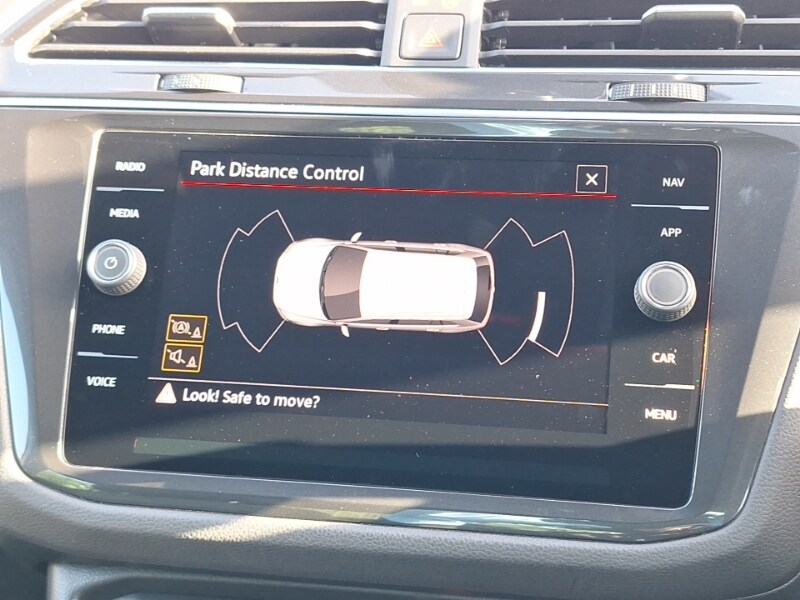 RADIO
MEDIA
PHONE
VOICE
Park Distance Control
Look! Safe to move?
NAV
APP
CAR
MENU